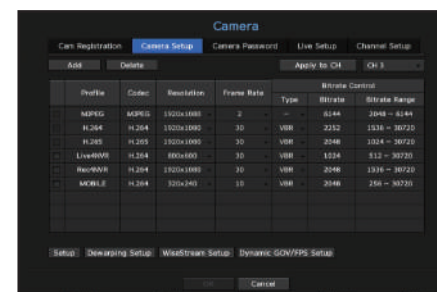 Camera
Cam Registration Camera Setup Camera Password Live Setup Channel Setup
Add Delete Apply to CH CH 1
Profile Codec Resolution Frame Rate Bitrate Control
Type Bitrate Bitrate Range
MJPEG MJPEG 1920x1080 2 - 6144 2048 ~ 6144
H.264 H.264 1920x1080 30 VBR 2252 1536 ~ 30720
H.265 H.265 1920x1080 30 VBR 2048 1024 ~ 30720
Live4NVR H.264 800x600 30 VBR 1024 512 ~ 30720
Rec4NVR H.264 1920x1080 30 VBR 2048 1536 ~ 30720
MOBILE H.264 320x240 10 VBR 2048 256 ~ 30720
Setup Dewarping Setup WiseStream Setup Dynamic GOV/FPS Setup
OK Cancel